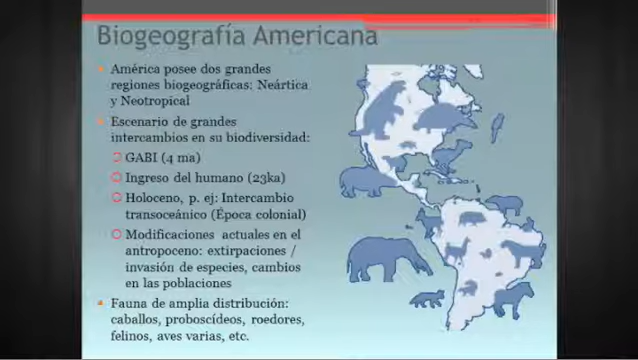 Biogeografía Americana
América posee dos grandes
regiones biogeográficas: Neártica
y Neotropical
Escenario de grandes
intercambios en su biodiversidad:
GABI (4 ma)
Ingreso del humano (23ka)
Holoceno, p. ej: Intercambio
transoceánico (Época colonial)
Modificaciones actuales en el
antropoceno: extirpaciones /
invasión de especies, cambios
en las poblaciones
Fauna de amplia distribución:
caballos, proboscídeos, roedores,
felinos, aves varias, etc.